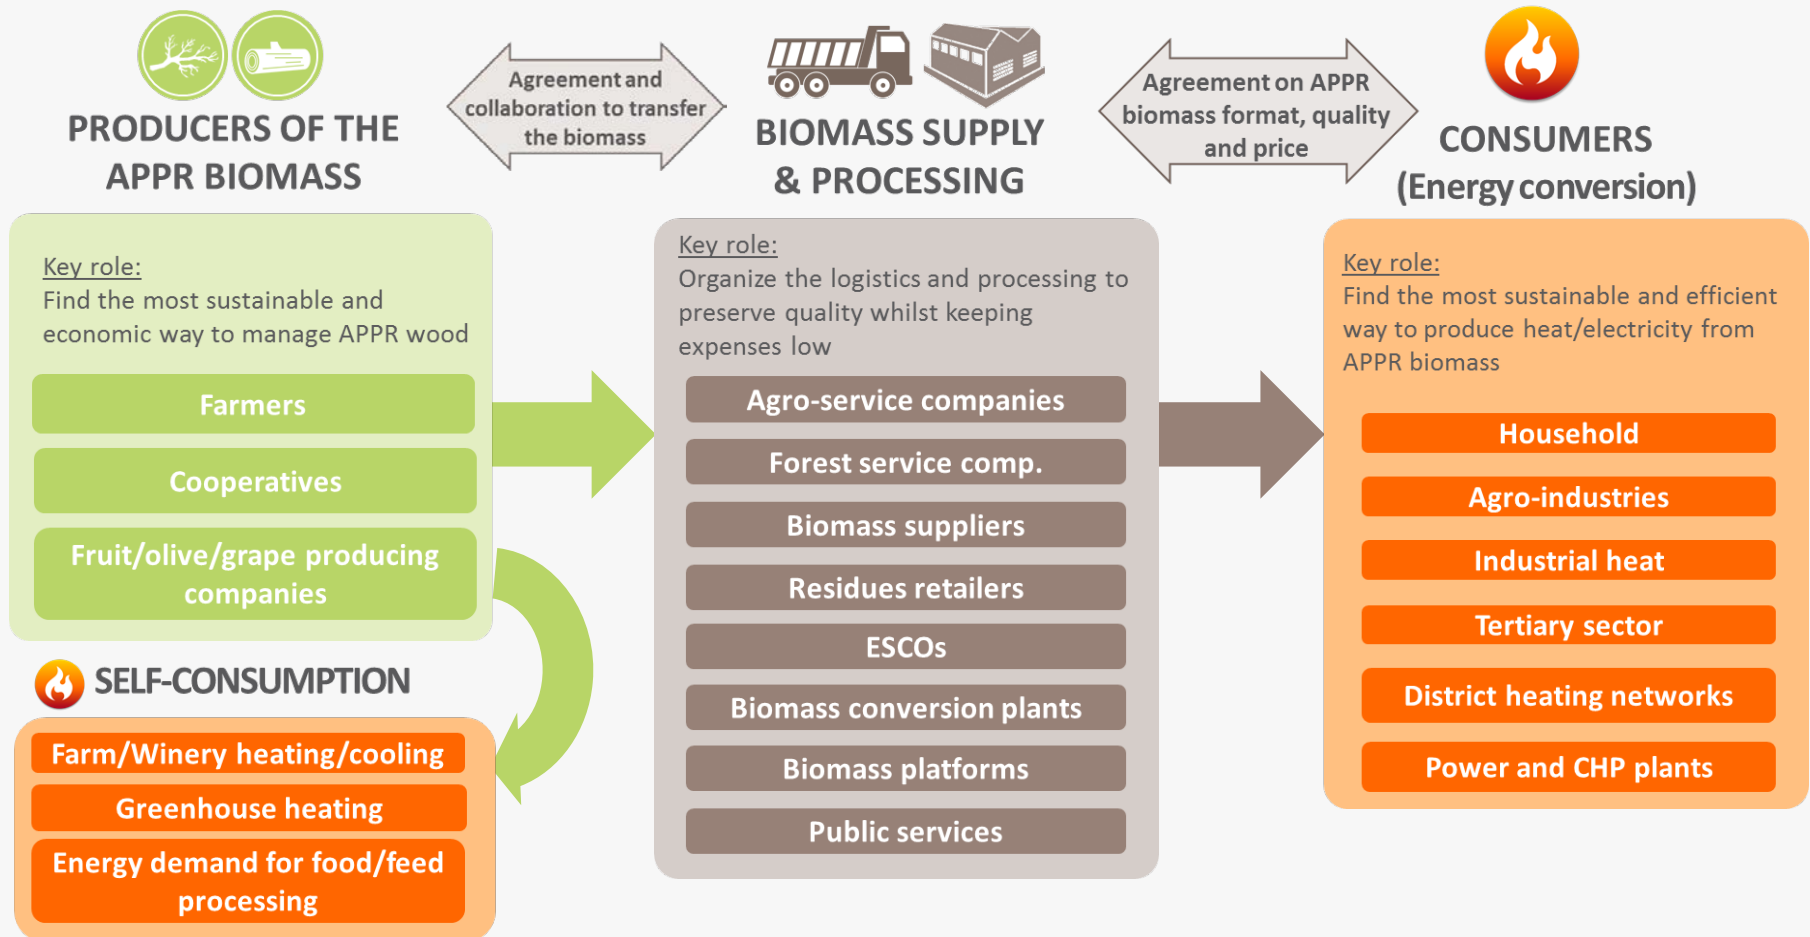 PRODUCERS OF THE
APPR BIOMASS
Agreement and
collaboration to transfer
the biomass
BIOMASS SUPPLY
& PROCESSING
Agreement on APPR
biomass format, quality
and price
CONSUMERS
(Energy conversion)
Key role:
Find the most sustainable and
economic way to manage APPR wood
Farmers
Cooperatives
Fruit/olive/grape producing
companies
SELF-CONSUMPTION
Farm/Winery heating/cooling
Greenhouse heating
Energy demand for food/feed
processing
Key role:
Organize the logistics and processing to
preserve quality whilst keeping
expenses low
Agro-service companies
Forest service comp.
Biomass suppliers
Residues retailers
ESCOs
Biomass conversion plants
Biomass platforms
Public services
Key role:
Find the most sustainable and efficient
way to produce heat/electricity from
APPR biomass
Household
Agro-industries
Industrial heat
Tertiary sector
District heating networks
Power and CHP plants